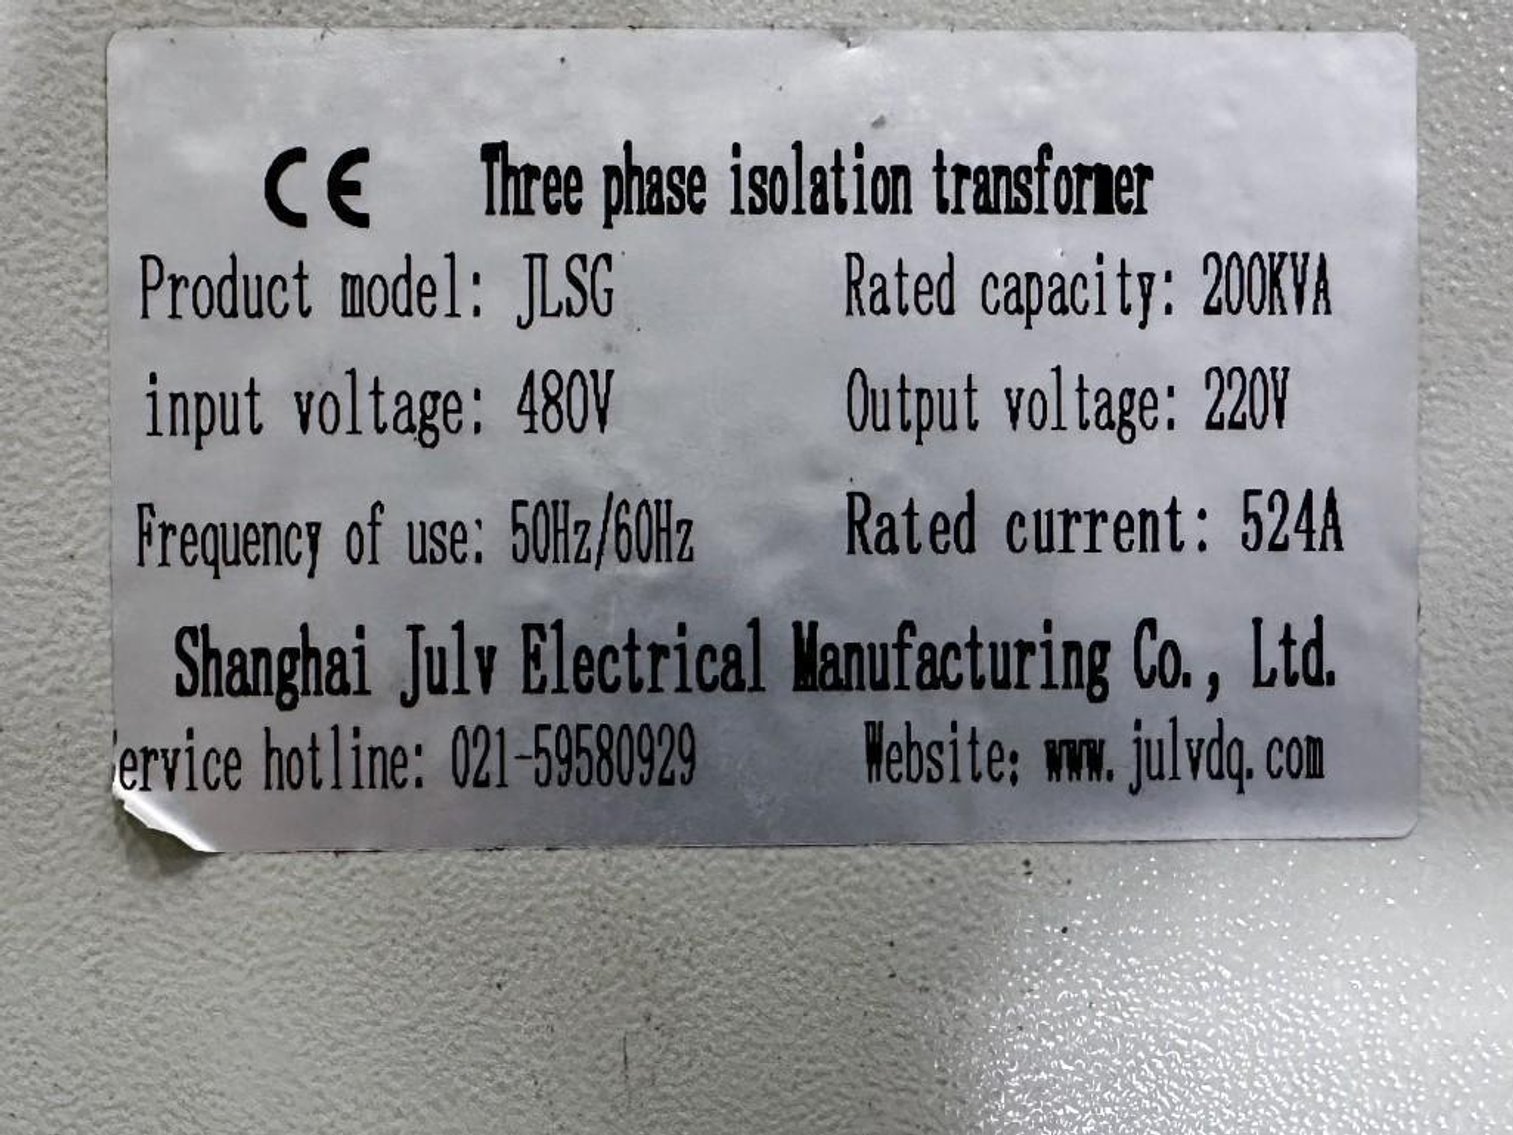 CE Three phase isolation transformer
Product model: JLSG Rated capacity: 200KVA
input voltage: 480V Output voltage: 220V
Frequency of use: 50Hz/60Hz Rated current: 524A
Shanghai Julv Electrical Manufacturing Co., Ltd.
Service hotline: 021-59580929 Website: www.julvdq.com